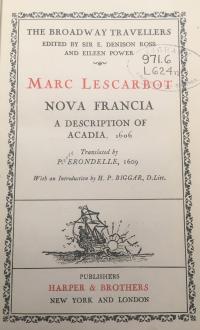 THE BROADWAY TRAVELLERS
EDITED BY SIR E. DENISON ROSS
AND EILEEN POWER
971.6
L624n
MARC LESCARBOT
NOVA FRANCIA
A DESCRIPTION OF
ACADIA, 1606
Translated by
P. ERONDELLE, 1609
With an Introduction by H. P. BIGGAR, D.Litt.
PUBLISHERS
HARPER & BROTHERS
NEW YORK AND LONDON